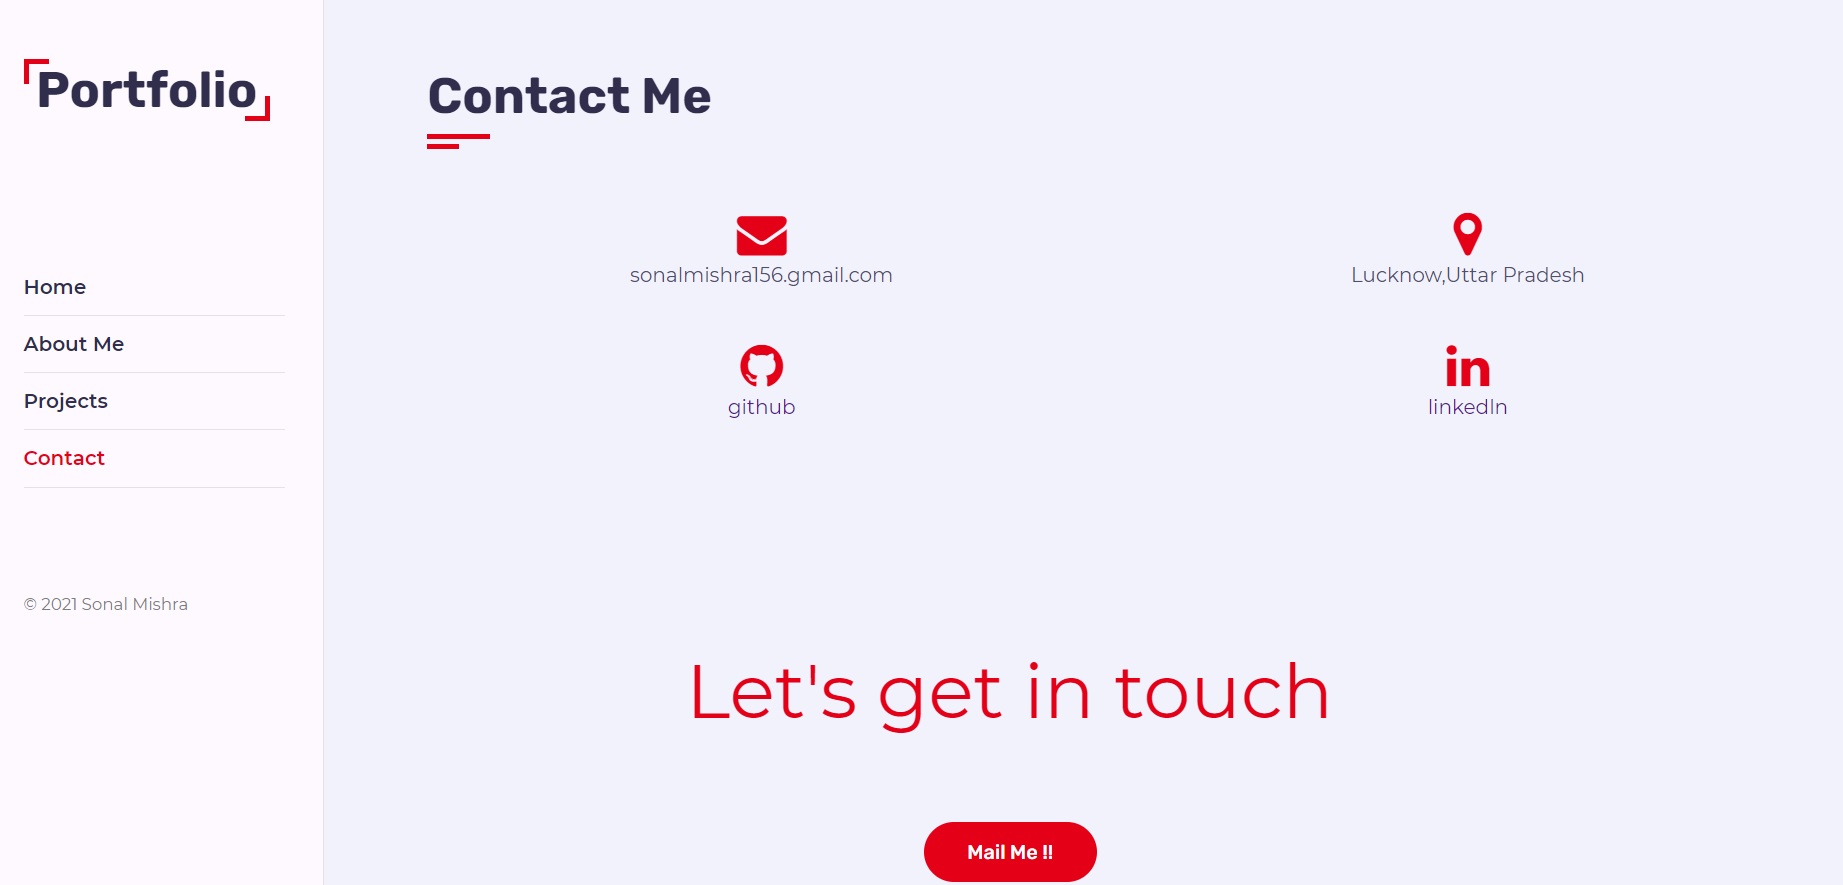 Portfolio
Home
About Me
Projects
Contact
© 2021 Sonal Mishra
Contact Me
sonalmishra156.gmail.com
Lucknow,Uttar Pradesh
github
linkedIn
Let's get in touch
Mail Me !!